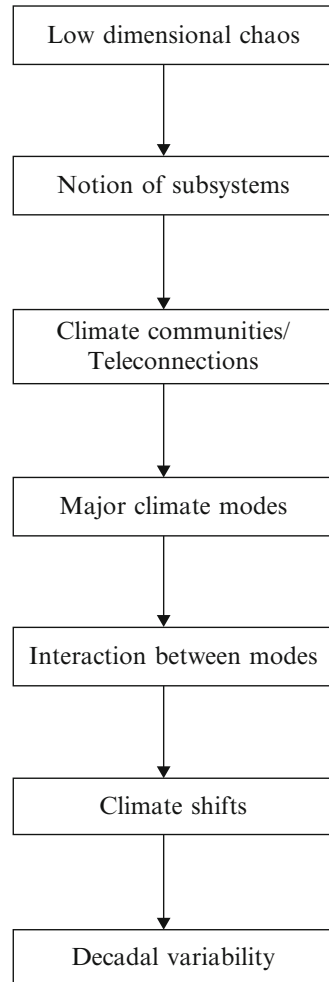 Low dimensional chaos
Notion of subsystems
Climate communities/
Teleconnections
Major climate modes
Interaction between modes
Climate shifts
Decadal variability